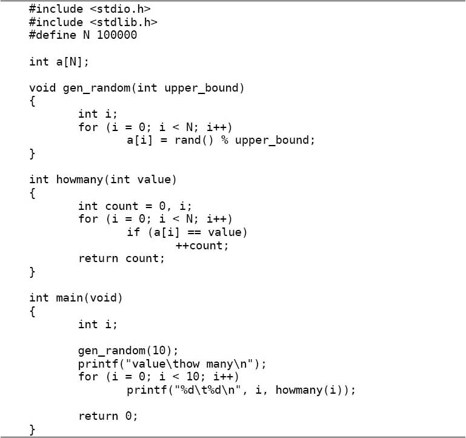 #include <stdio.h>
#include <stdlib.h>
#define N 100000

int a[N];

void gen_random(int upper_bound)
{
        int i;
        for (i = 0; i < N; i++)
                a[i] = rand() % upper_bound;
}

int howmany(int value)
{
        int count = 0, i;
        for (i = 0; i < N; i++)
                if (a[i] == value)
                        ++count;
        return count;
}

int main(void)
{
        int i;

        gen_random(10);
        printf("value\thow many\n");
        for (i = 0; i < 10; i++)
                printf("%d\t%d\n", i, howmany(i));

        return 0;
}